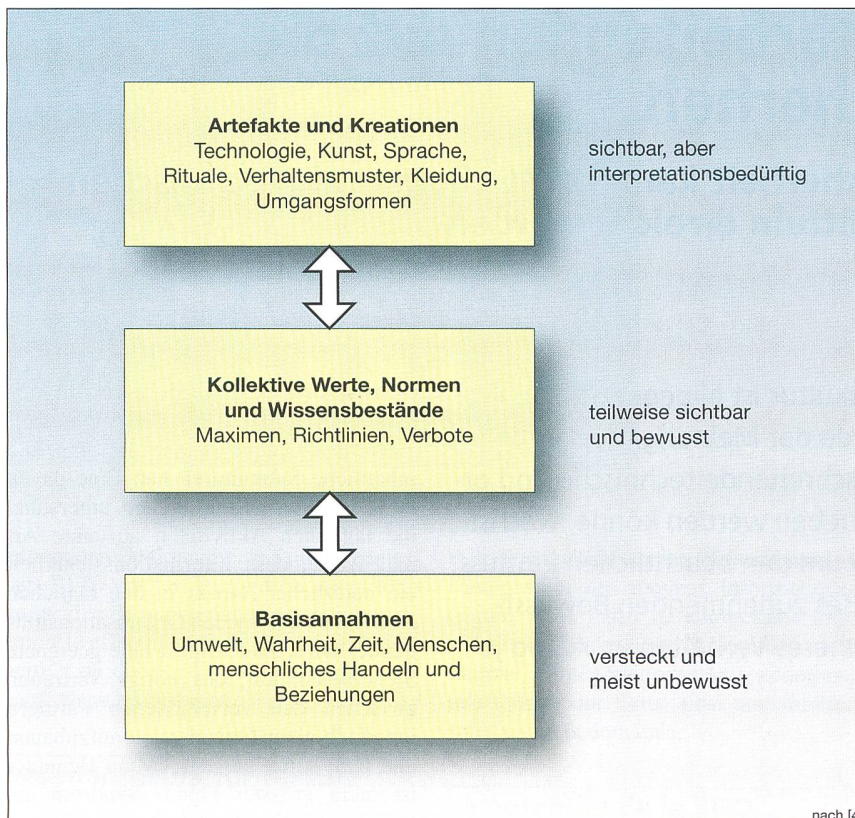 Artefakte und Kreationen
Technologie, Kunst, Sprache,
Rituale, Verhaltensmuster, Kleidung,
Umgangsformen
sichtbar, aber
interpretationsbedürftig
Kollektive Werte, Normen
und Wissensbestände
Maximen, Richtlinien, Verbote
teilweise sichtbar
und bewusst
Basisannahmen
Umwelt, Wahrheit, Zeit, Menschen,
menschliches Handeln und
Beziehungen
versteckt und
meist unbewusst
nach [4